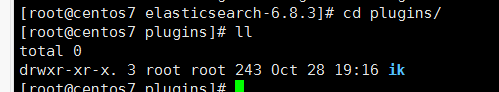 [root@centos7 elasticsearch-6.8.3]# cd plugins/
[root@centos7 plugins]# ll
total 0
drwxr-xr-x. 3 root root 243 Oct 28 19:16 ik
[root@centos7 plugins]#